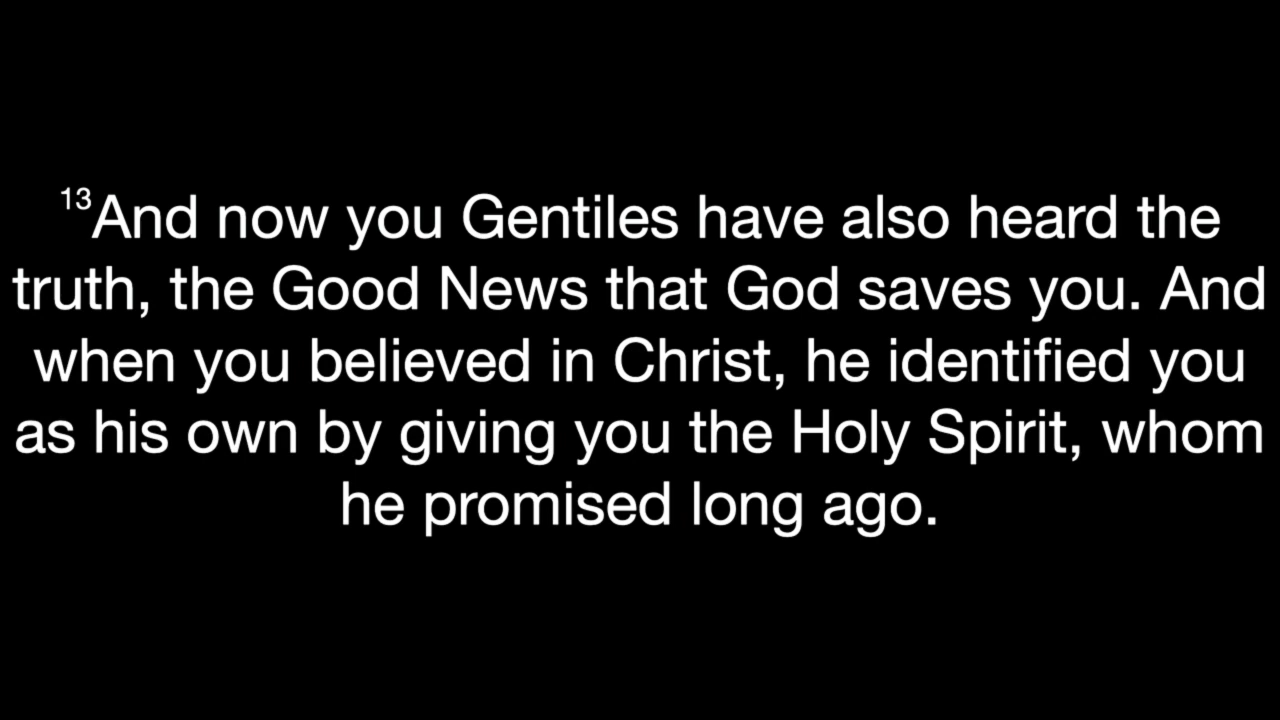 13And now you Gentiles have also heard the
truth, the Good News that God saves you. And
when you believed in Christ, he identified you
as his own by giving you the Holy Spirit, whom
he promised long ago.